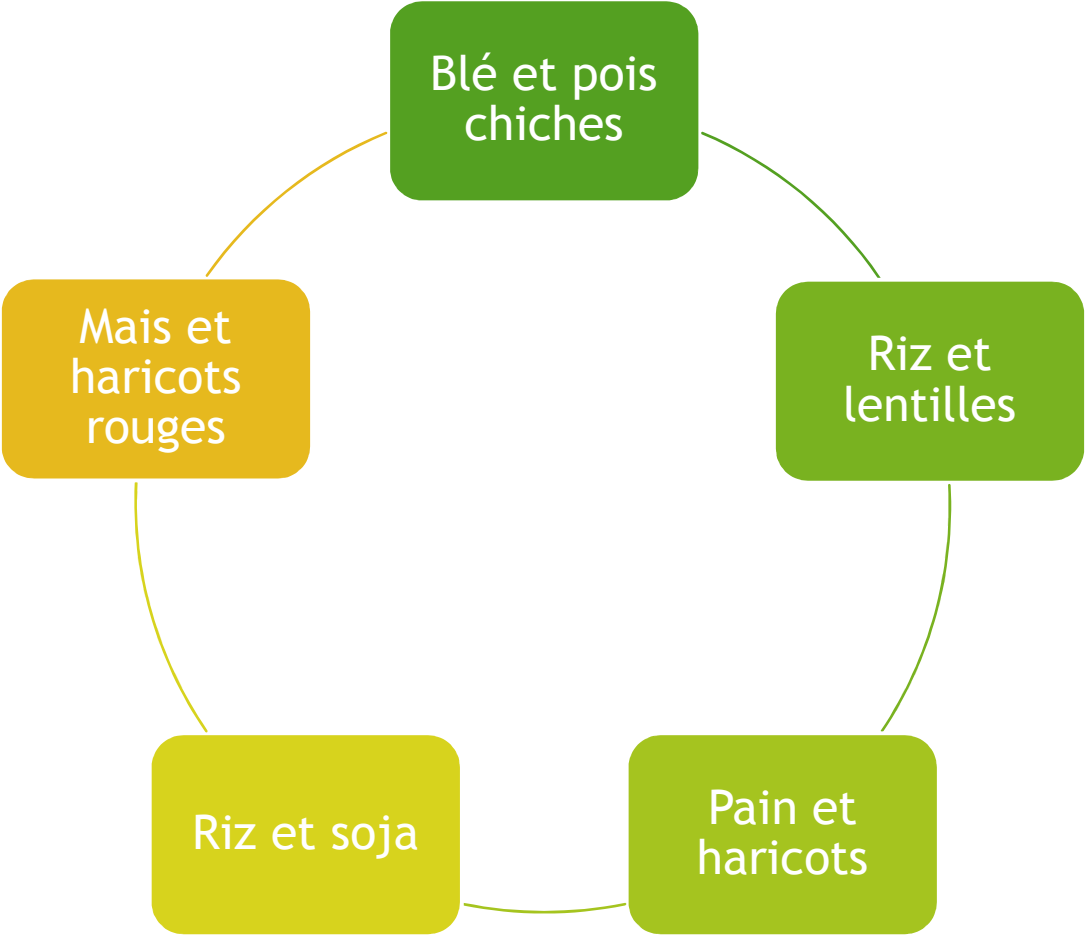 Blé et pois
chiches
Riz et
lentilles
Pain et
haricots
Riz et soja
Mais et
haricots
rouges